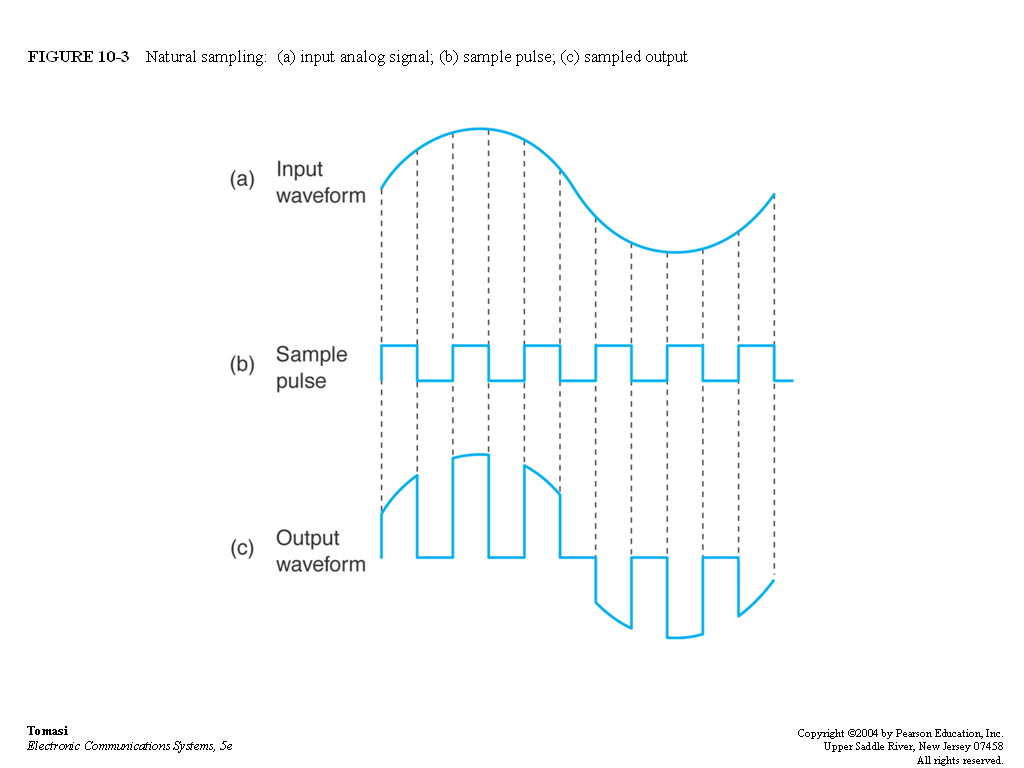 FIGURE 10-3 Natural sampling: (a) input analog signal; (b) sample pulse; (c) sampled output
(a) Input
waveform
(b) Sample
pulse
(c) Output
waveform
Tomasi
Electronic Communications Systems, 5e
Copyright ©2004 by Pearson Education, Inc.
Upper Saddle River, New Jersey 07458
All rights reserved.